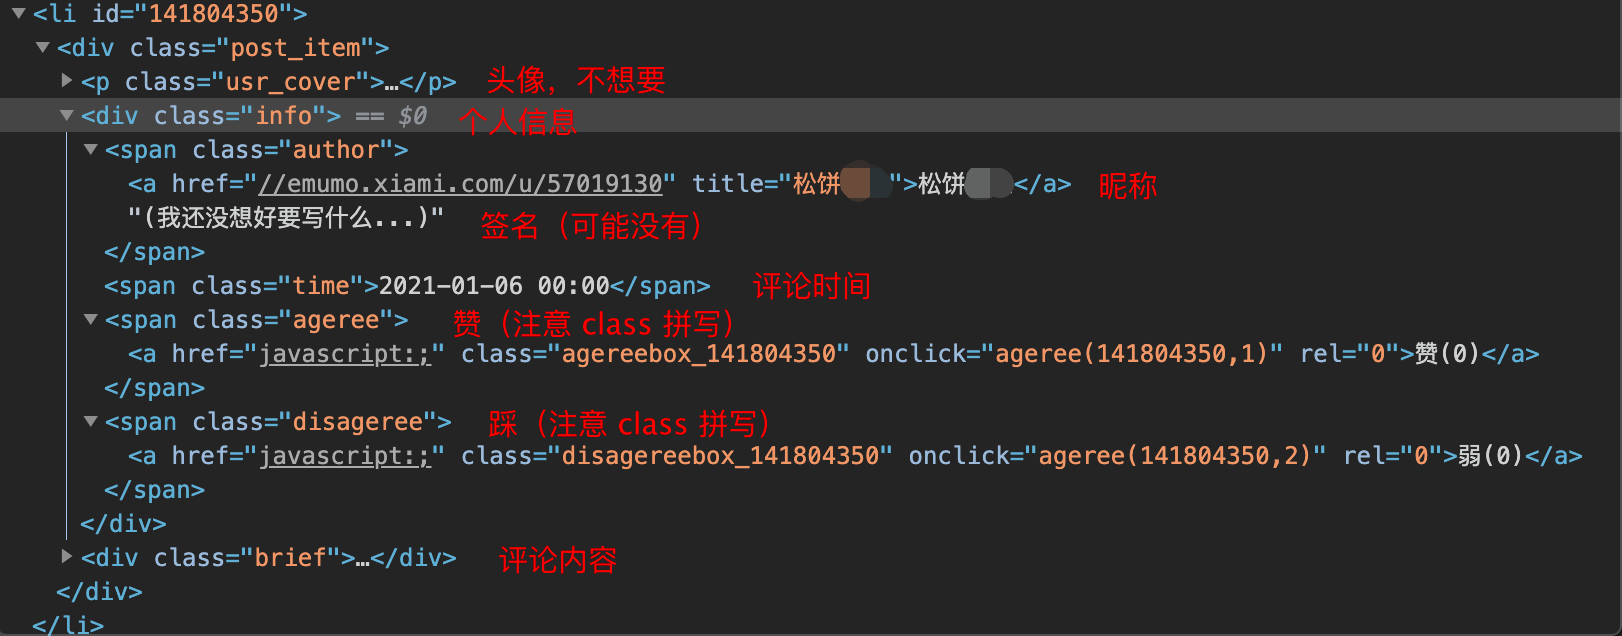 <li id="141804350">
<div class="post_item">
<p class="usr_cover">…</p> 头像，不想要
<div class="info"> == $0 个人信息
<span class="author">
<a href="//emumo.xiami.com/u/57019130" title="松饼">松饼</a> 昵称
"(我还没想好要写什么...)" 签名（可能没有）
</span>
<span class="time">2021-01-06 00:00</span> 评论时间
<span class="ageree"> 赞（注意 class 拼写）
<a href="javascript:;" class="agereebox_141804350" onclick="ageree(141804350,1)" rel="0">赞(0)</a>
</span>
<span class="disageree"> 踩（注意 class 拼写）
<a href="javascript:;" class="disagereebox_141804350" onclick="ageree(141804350,2)" rel="0">弱(0)</a>
</span>
</div>
<div class="brief">…</div> 评论内容
</div>
</li>